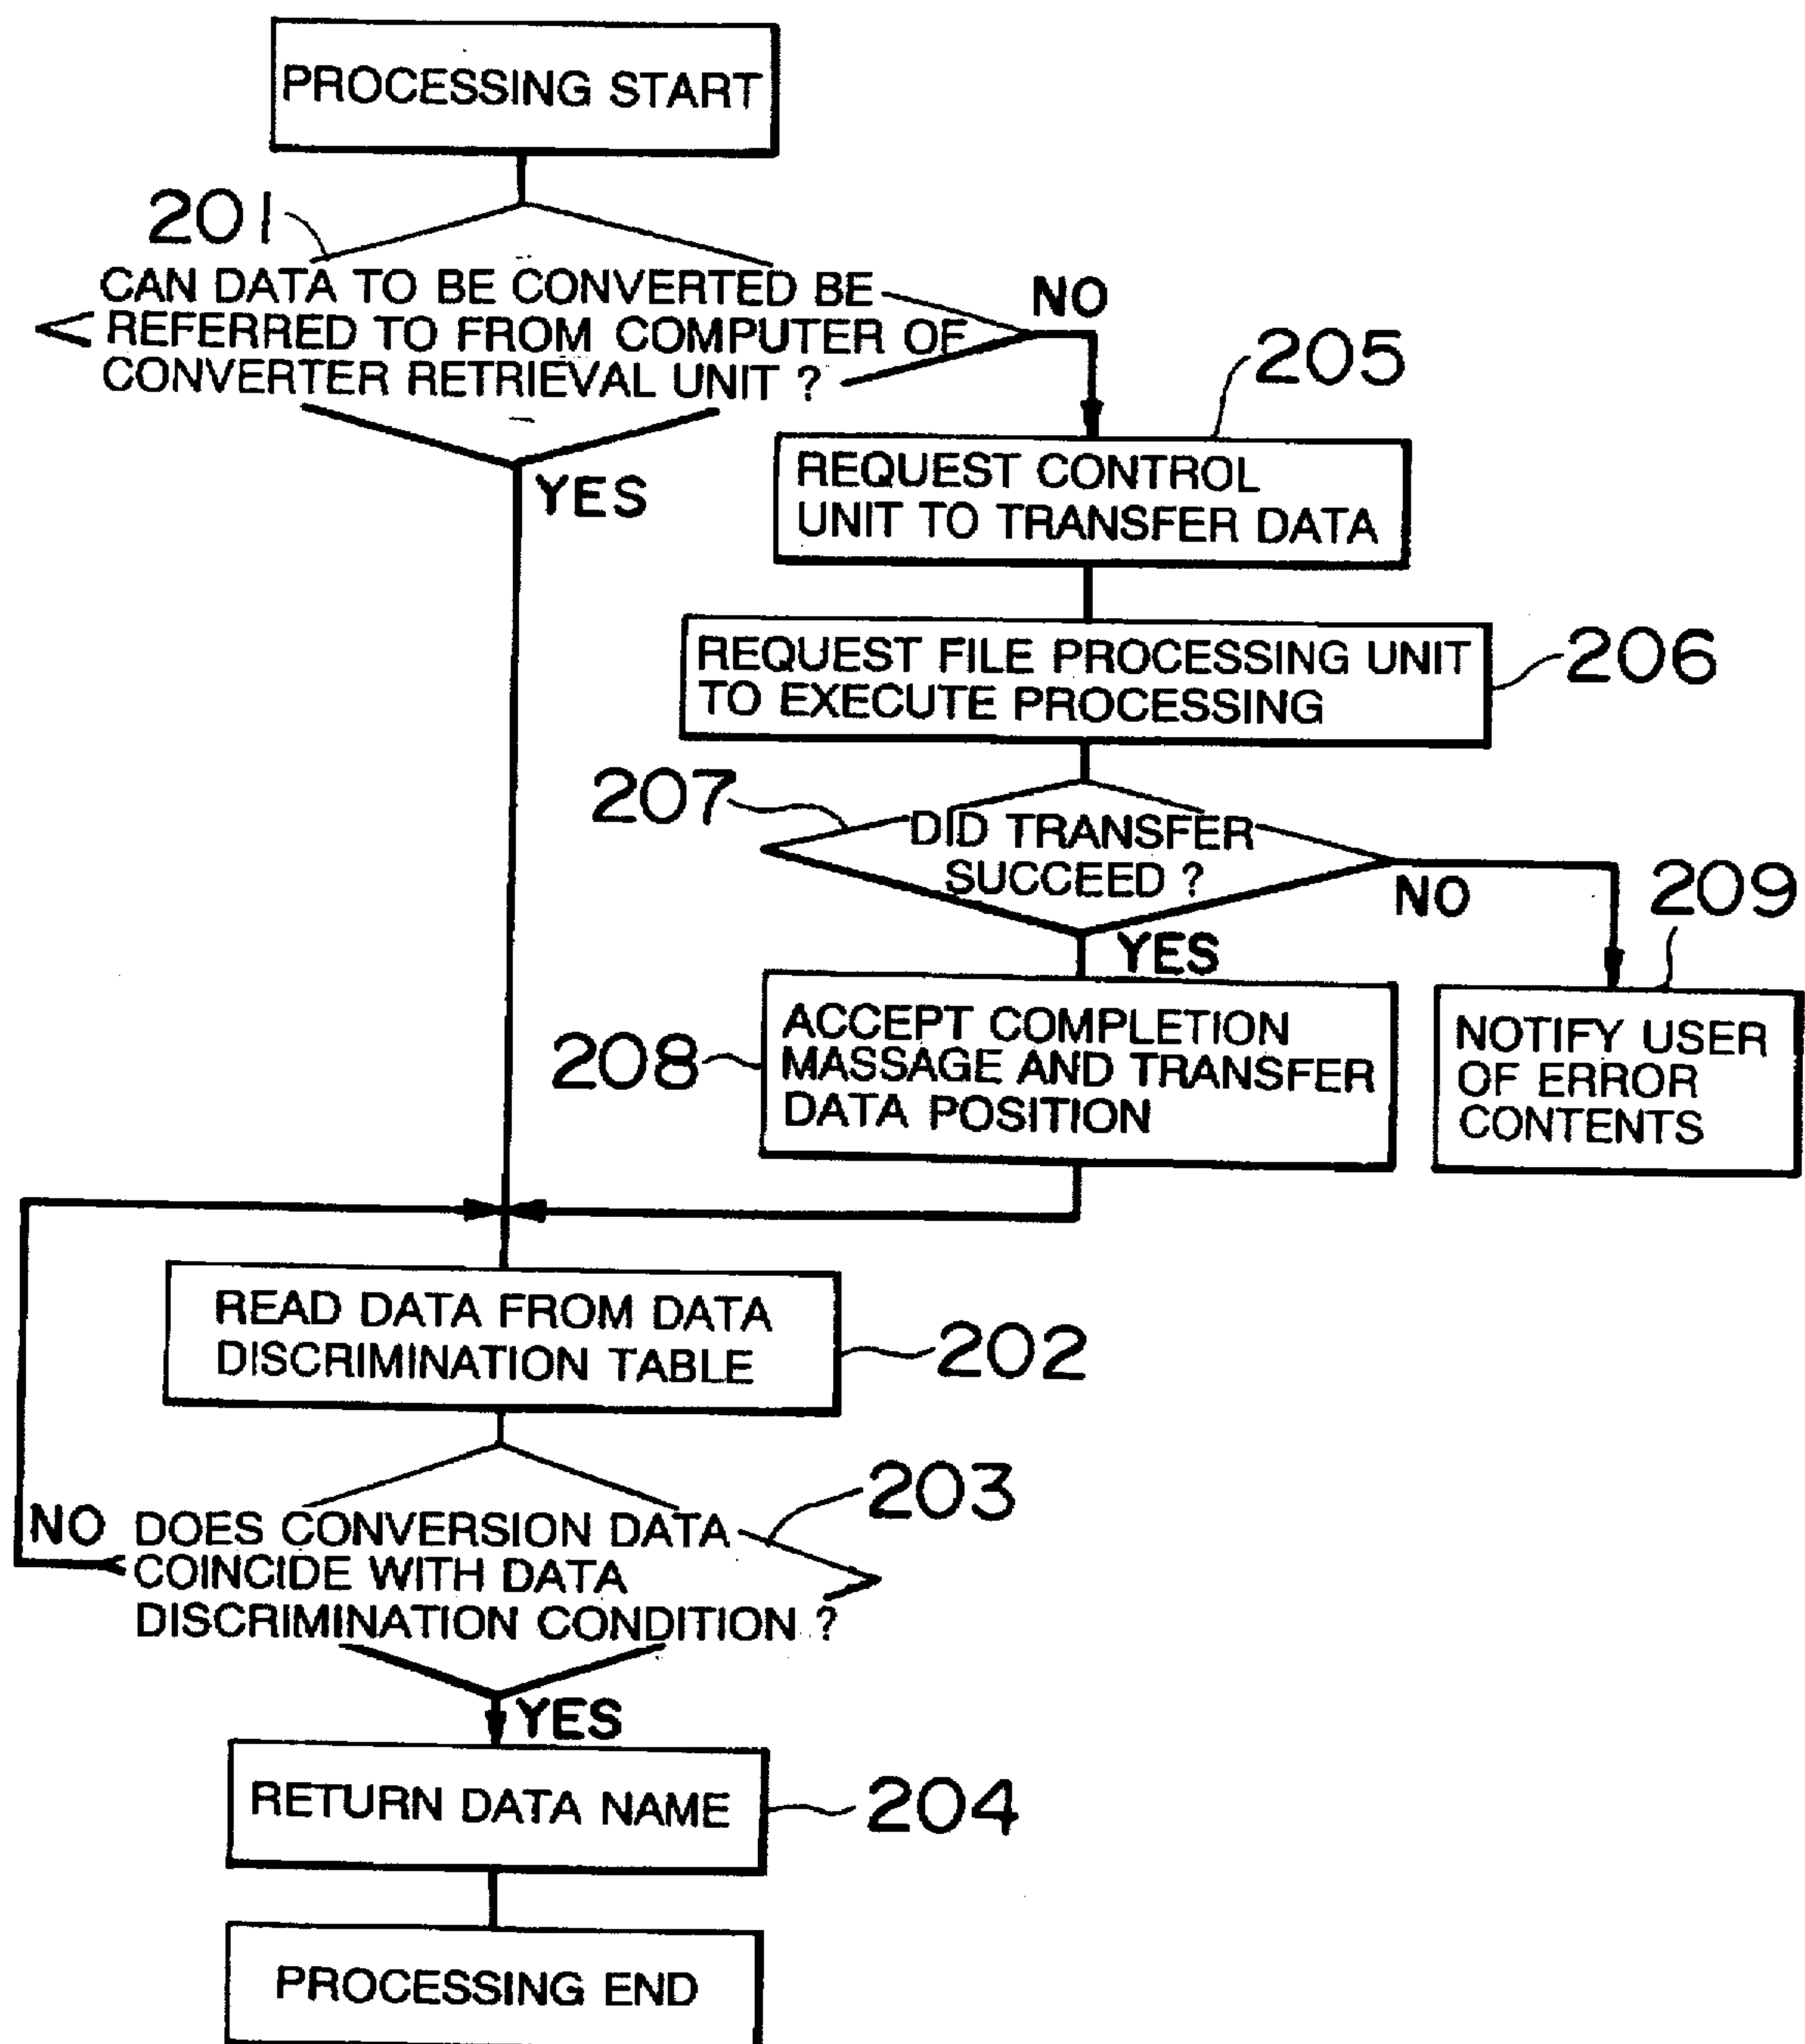 PROCESSING START
201
CAN DATA TO BE CONVERTED BE
REFERRED TO FROM COMPUTER OF
CONVERTER RETRIEVAL UNIT ?
NO
YES
205
REQUEST CONTROL
UNIT TO TRANSFER DATA
REQUEST FILE PROCESSING UNIT
TO EXECUTE PROCESSING
206
207
DID TRANSFER
SUCCEED ?
NO
YES
209
208
ACCEPT COMPLETION
MASSAGE AND TRANSFER
DATA POSITION
NOTIFY USER
OF ERROR
CONTENTS
READ DATA FROM DATA
DISCRIMINATION TABLE
202
203
NO
DOES CONVERSION DATA
COINCIDE WITH DATA
DISCRIMINATION CONDITION ?
YES
RETURN DATA NAME
204
PROCESSING END